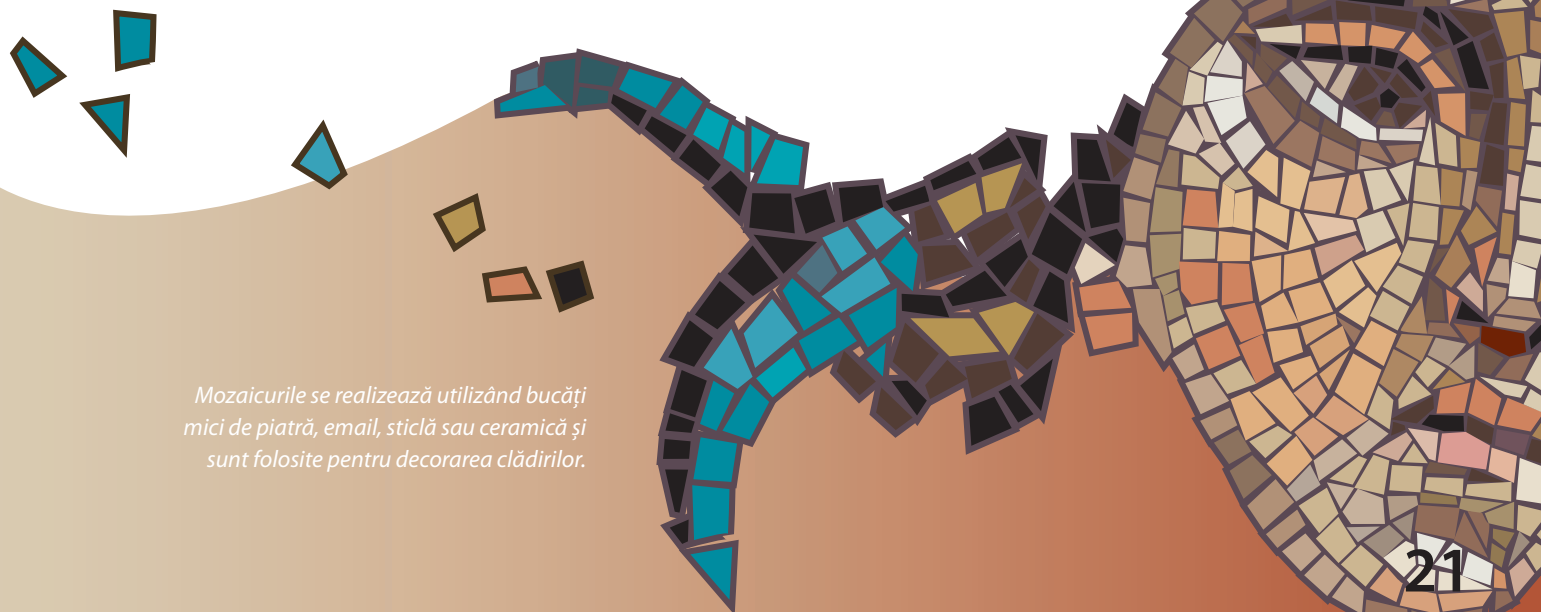 Mozaicurile se realizează utilizând bucăți
mici de piatră, email, sticlă sau ceramică și
sunt folosite pentru decorarea clădirilor.
21